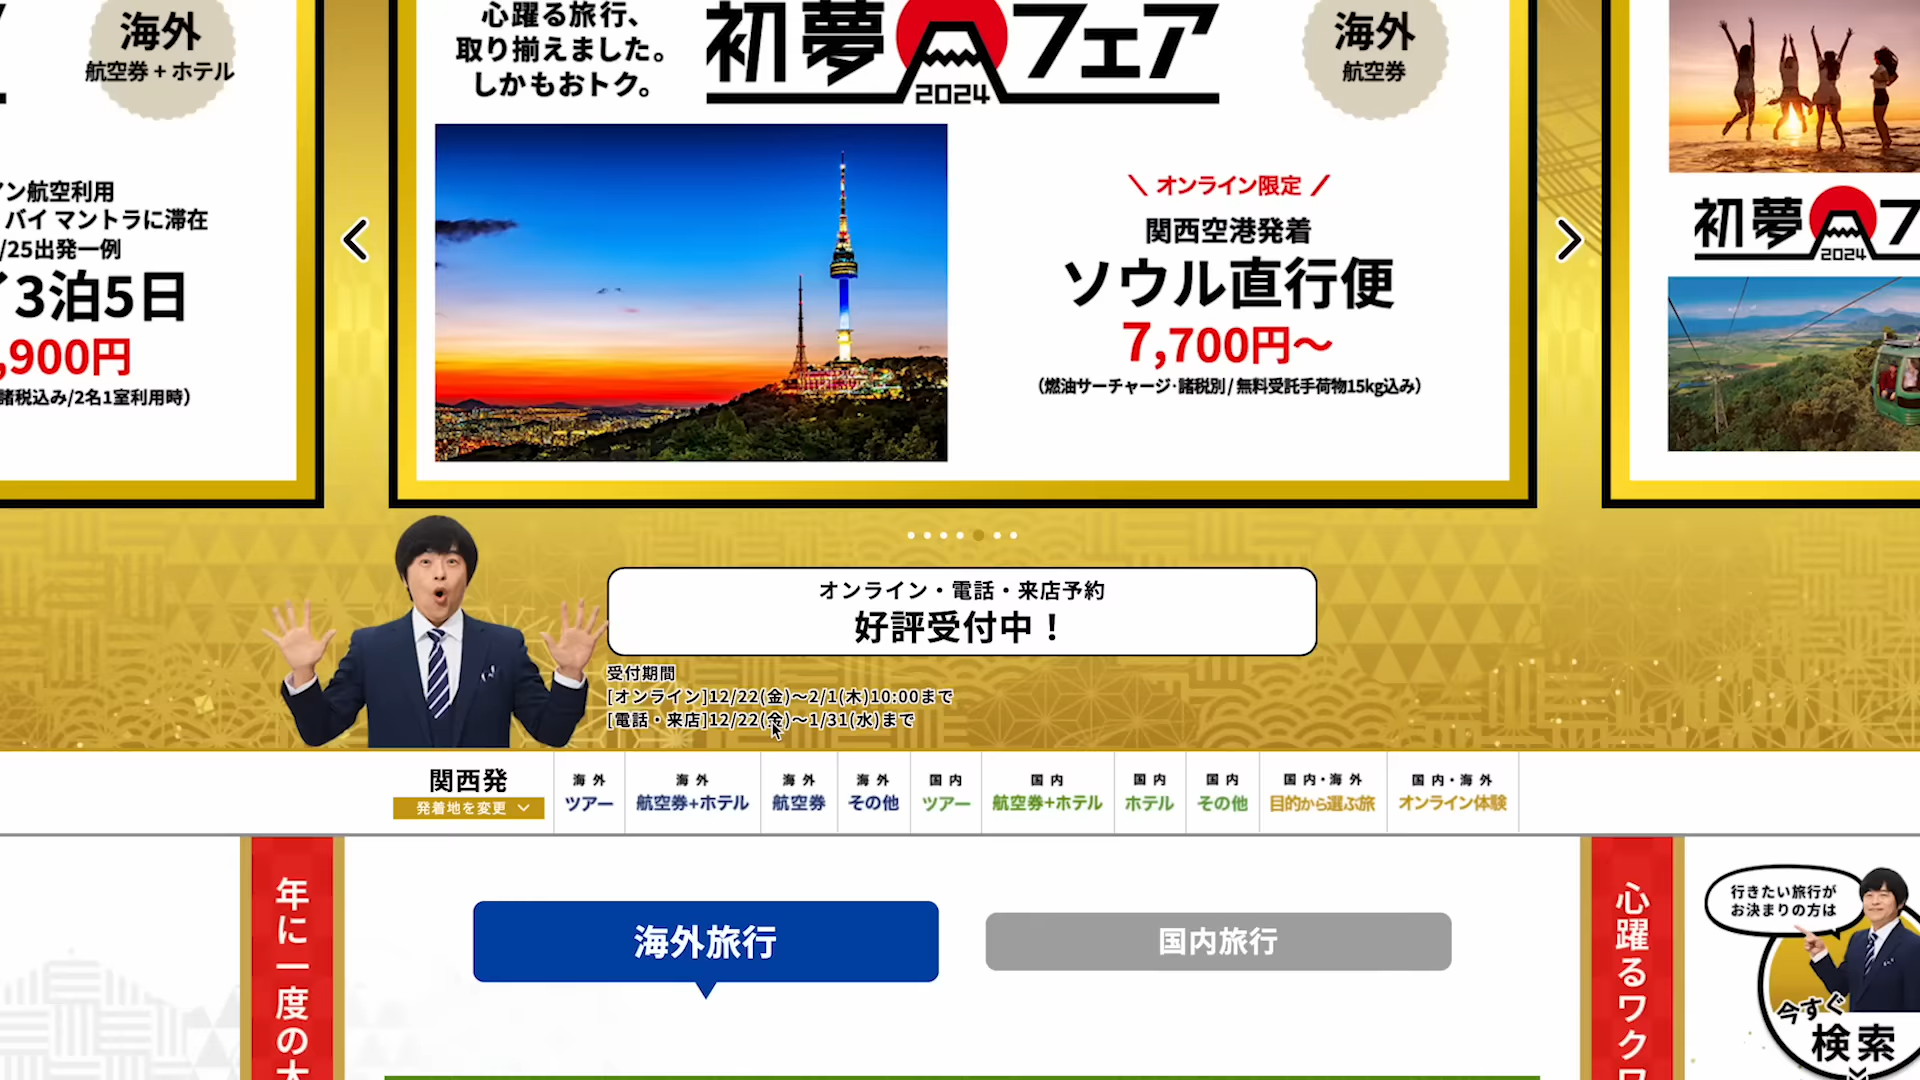 海外
航空券 + ホテル
ン航空利用
バイ マントラに滞在
/25出発一例
3泊5日
,900円
諸税込み/2名1室利用時)
心躍る旅行、
取り揃えました。
しかもおトク。
初夢フェア
2024
海外
航空券
\ オンライン限定 /
関西空港発着
ソウル直行便
7,700円〜
(燃油サーチャージ・諸税別 / 無料受託手荷物15kg込み)
初夢フ
2024
オンライン・電話・来店予約
好評受付中！
受付期間
[オンライン]12/22(金)〜2/1(木)10:00まで
[電話・来店]12/22(金)〜1/31(水)まで
関西発
発着地を変更
海外
ツアー
海外
航空券+ホテル
海外
航空券
海外
その他
国内
ツアー
国内
航空券+ホテル
国内
ホテル
国内
その他
国内・海外
目的から選ぶ旅
国内・海外
オンライン体験
年に一度の大
海外旅行
国内旅行
心躍るワクワ
行きたい旅行が
お決まりの方は
今すぐ
検索